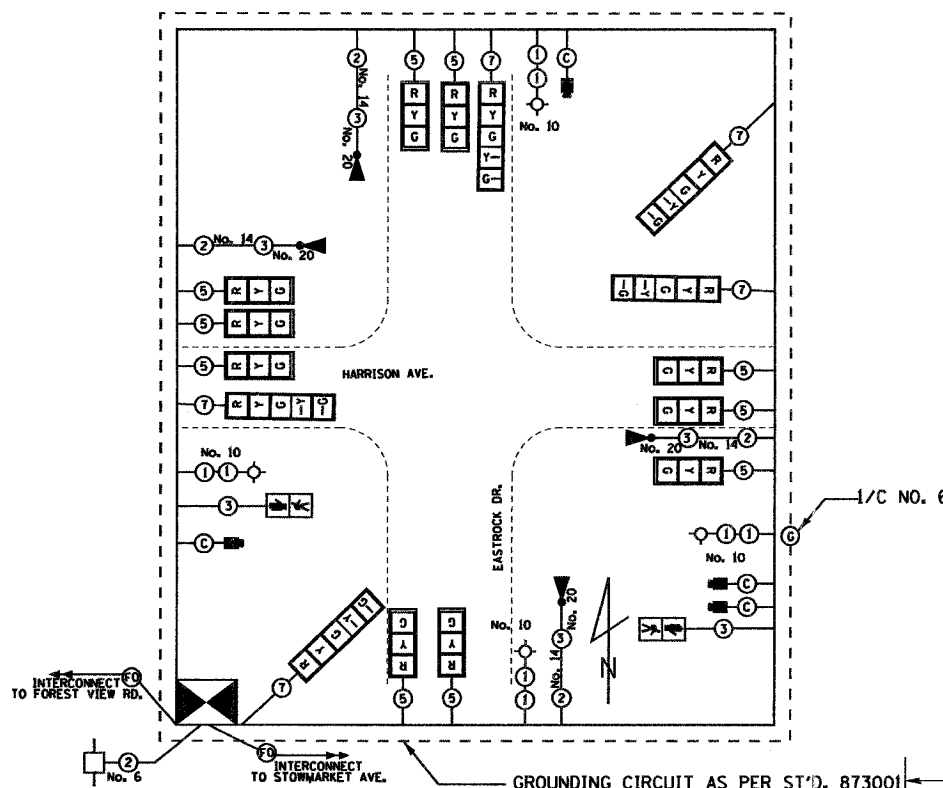 2 5 5 7 1 C
No. 14
R R R 1
Y Y Y
G G G No. 10
3
Y
No. 20
G
7
R Y G Y G
2 No. 14 3
No. 20
5 R Y G
G Y G Y R 7
5 R Y G
5 R Y G
HARRISON AVE.
G Y R 5
7 R Y G Y G
G Y R 5
3 No. 14 2
No. 20
No. 10
G Y R 5
1 1
3
1/C NO. 6
1 1 G
No. 10
C
EASTROCK DR.
C
C
No. 20
3
G G No. 10
Y Y
R R
R Y G Y G
3
No. 14
N
1
7 5 5 1 2
FO
INTERCONNECT
TO FOREST VIEW RD.
2
No. 6
FO
INTERCONNECT
TO STOWMARKET AVE.
GROUNDING CIRCUIT AS PER ST'D. 873001